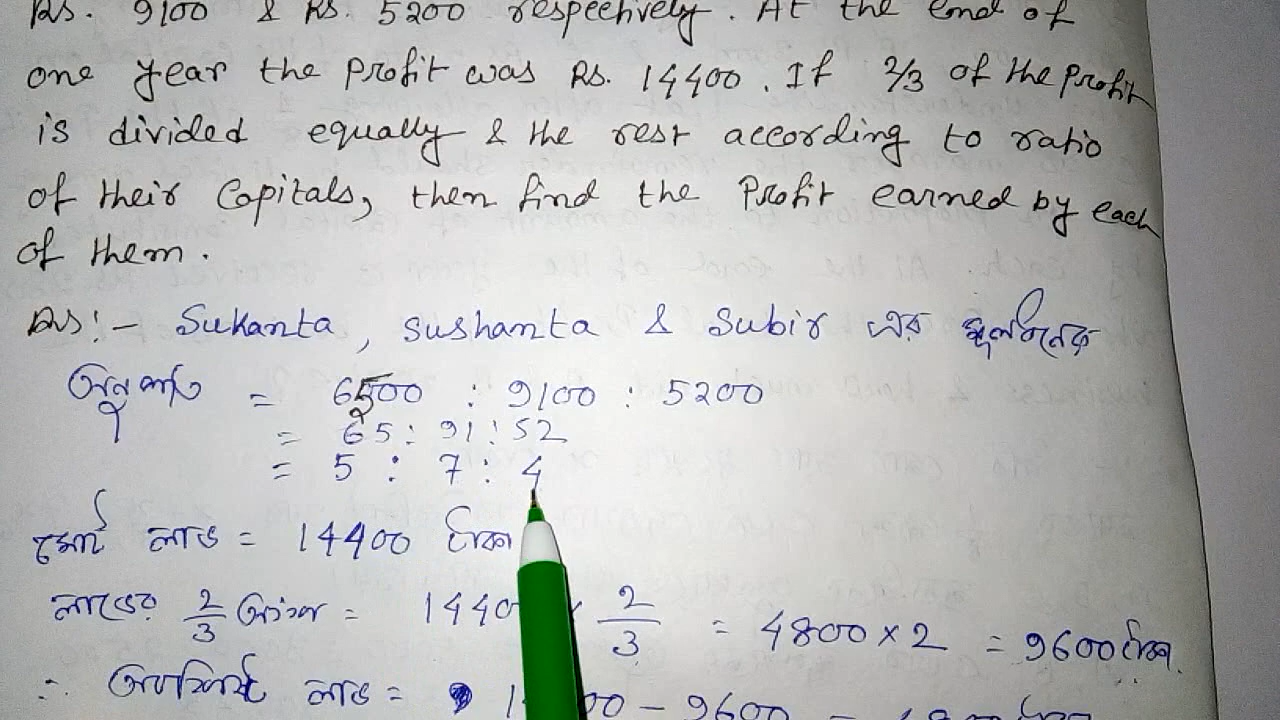 Rs. 9100 & Rs. 5200 respectively. At the end of
one year the profit was Rs. 14400. If 2/3 of the profit
is divided equally & the rest according to ratio
of their Capitals, then find the Profit earned by each
of them.
As:- Sukanta, Sushanta & Subir এর মূলধনের
অনুপাত = 6500 : 9100 : 5200
= 65 : 91 : 52
= 5 : 7 : 4
মোট লাভ = 14400 টাকা
লাভের 2/3 অংশ = 1440 2/3 = 4800 × 2 = 9600 টাকা.
∴ অবশিষ্ট লাভ = 00 - 9600 =